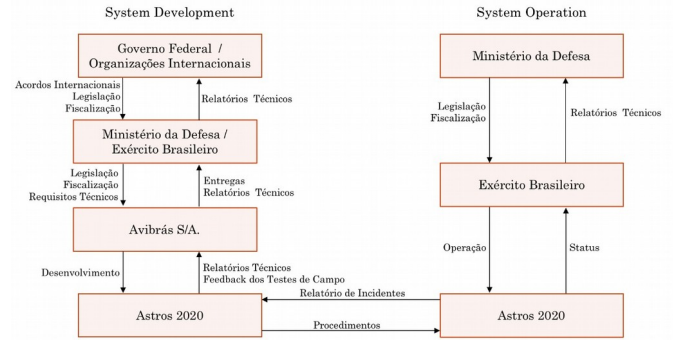 System Development
Governo Federal /
Organizações Internacionais
Acordos Internacionais
Legislação
Fiscalização
Relatórios Técnicos
Ministério da Defesa /
Exército Brasileiro
Legislação
Fiscalização
Requisitos Técnicos
Entregas
Relatórios Técnicos
Avibrás S/A.
Desenvolvimento
Relatórios Técnicos
Feedback dos Testes de Campo
Astros 2020
Relatório de Incidentes
Procedimentos
System Operation
Ministério da Defesa
Legislação
Fiscalização
Relatórios Técnicos
Exército Brasileiro
Operação
Status
Astros 2020